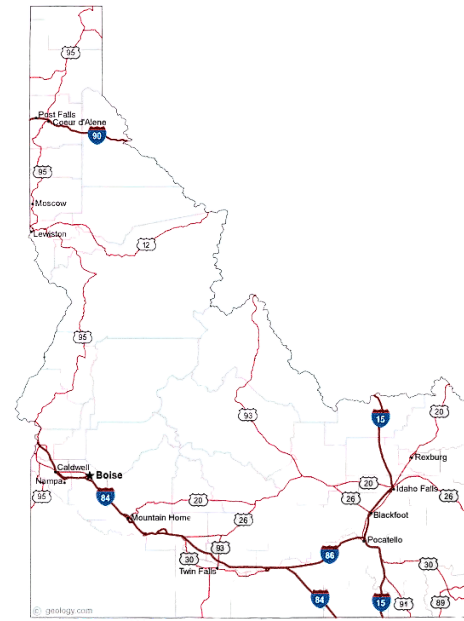 95
Post Falls
Coeur d'Alene
90
95
Moscow
Lewiston
12
95
93
15
20
Rexburg
Caldwell
Boise
Nampa
20
Idaho Falls
95
84
20
26
26
Mountain Home
26
Blackfoot
93
Pocatello
30
86
30
Twin Falls
84
15
91
89
© geology.com